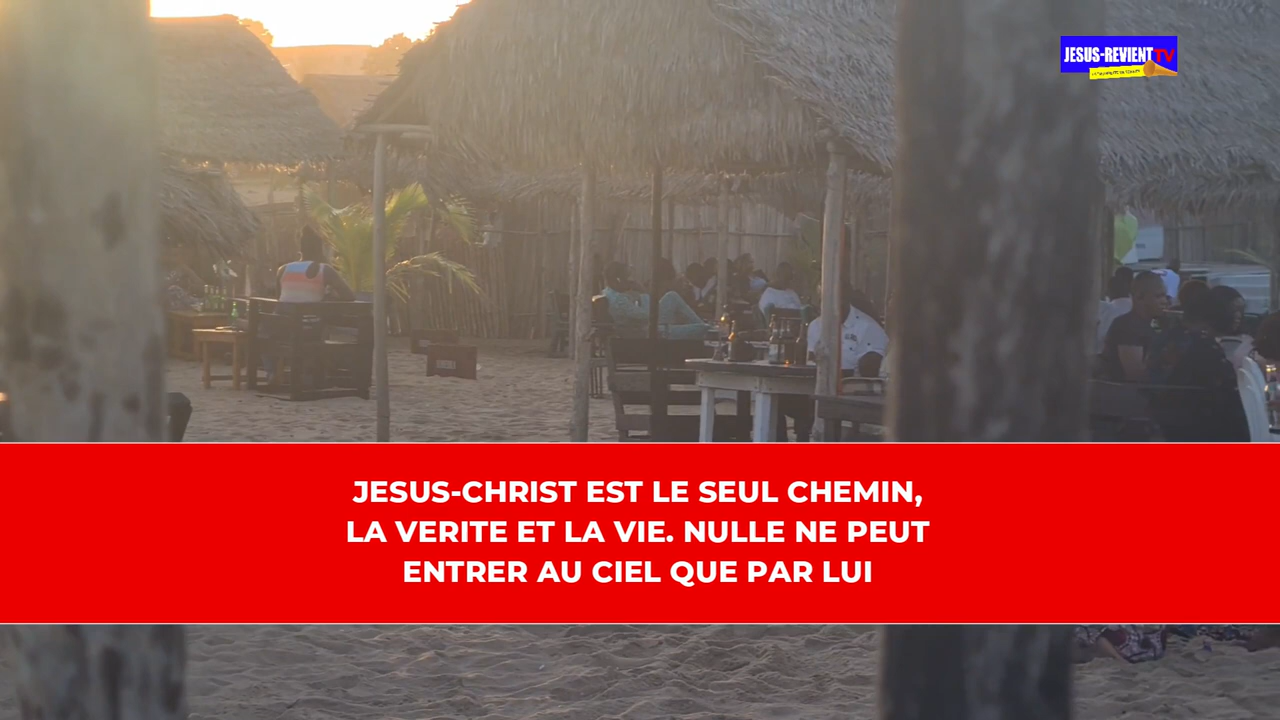 JESUS-REVIENT TV
JESUS-CHRIST EST LE SEUL CHEMIN,
LA VERITE ET LA VIE. NULLE NE PEUT
ENTRER AU CIEL QUE PAR LUI